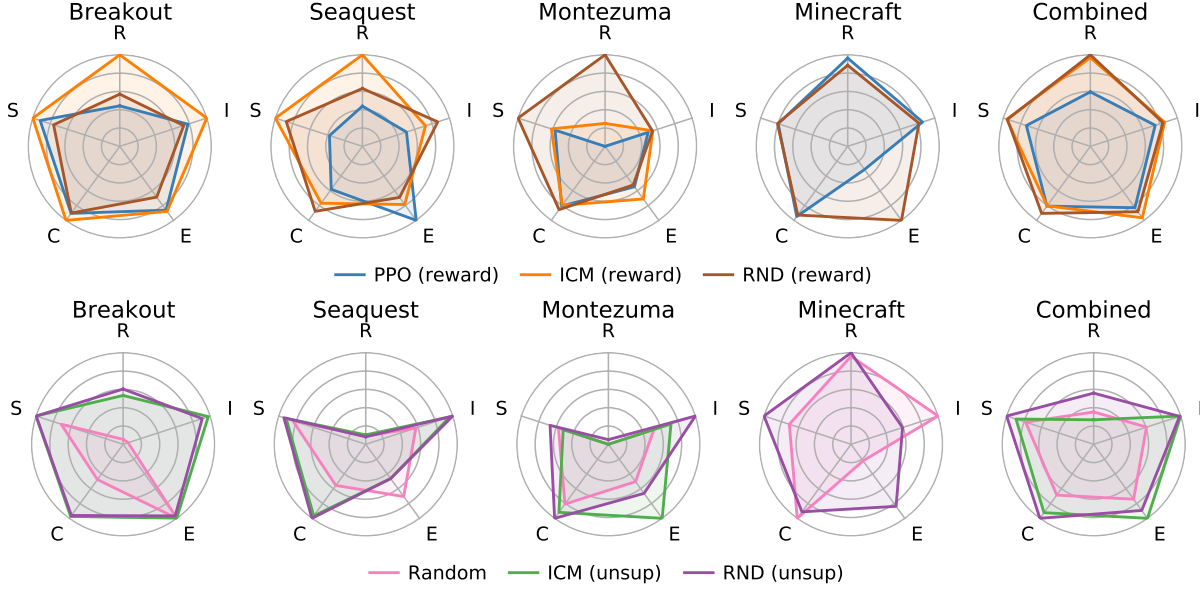 Breakout Seaquest Montezuma Minecraft Combined
R R R R R
S I S I S I S I S I
C E C E C E C E C E
PPO (reward) ICM (reward) RND (reward)
Breakout Seaquest Montezuma Minecraft Combined
R R R R R
S I S I S I S I S I
C E C E C E C E C E
Random ICM (unsup) RND (unsup)